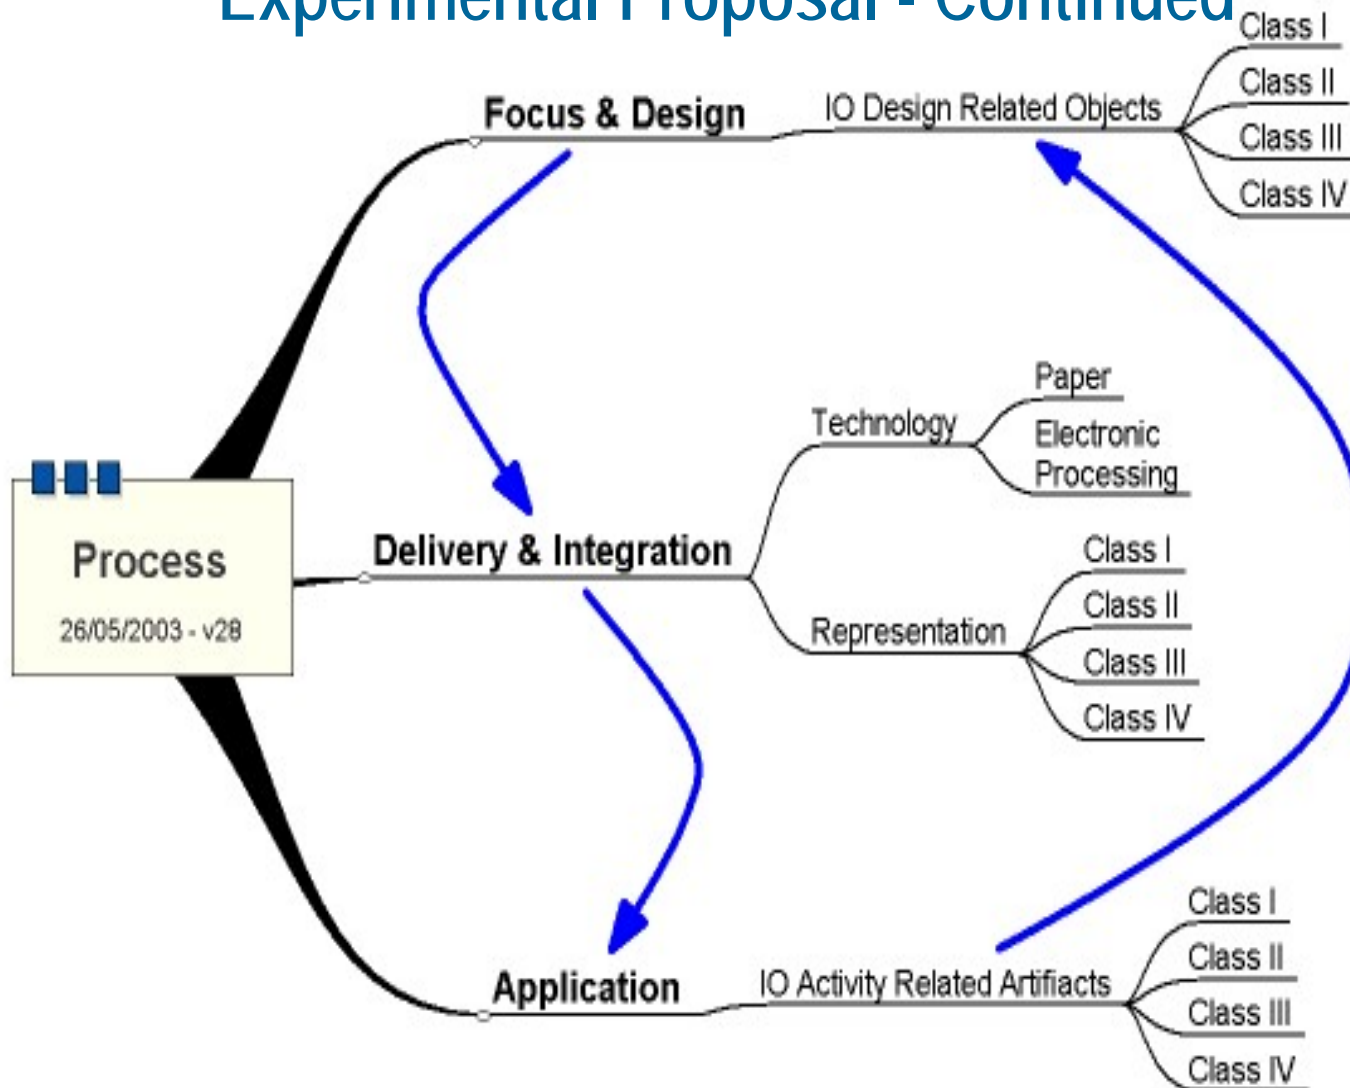 Experimental Proposal - Continued
Class I
Class II
Class III
Class IV
Focus & Design
IO Design Related Objects
Paper
Technology
Electronic
Processing
Process
26/05/2003 - v28
Delivery & Integration
Class I
Class II
Representation
Class III
Class IV
Class I
Class II
Application
IO Activity Related Artifiacts
Class III
Class IV